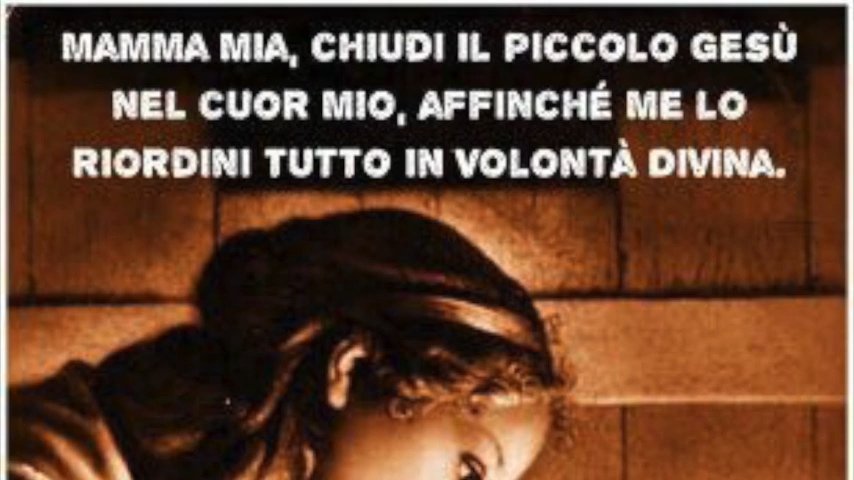 MAMMA MIA, CHIUDI IL PICCOLO GESÙ
NEL CUOR MIO, AFFINCHÉ ME LO
RIORDINI TUTTO IN VOLONTÀ DIVINA.